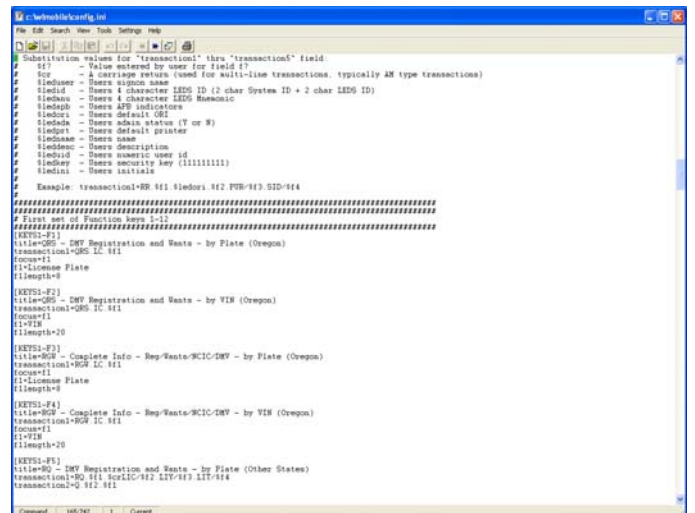 c:\wlmobile\config.ini
File Edit Search View Tools Settings Help
Substitution values for "transaction1" thru "transaction5" field
# %f? - Value entered by user for field f?
# %cr - A carriage return (used for multi-line transactions, typically AM type transactions)
# %leduser - Users signon name
# %ledid - Users 4 character LEDS ID (2 char System ID + 2 char LEDS ID)
# %ledmnu - Users 4 character LEDS Mnemonic
# %ledapb - Users APB indicators
# %ledori - Users default ORI
# %ledadm - Users admin status (Y or N)
# %ledprt - Users default printer
# %ledname - Users name
# %leddesc - Users description
# %leduid - Users numeric user id
# %ledkey - Users security key (111111111)
# %ledini - Users initials
#
# Example: transaction1=RR.%f1.%ledori.%f2.PUR/%f3.SID/%f4
#
################################################################################
################################################################################
# First set of Function keys 1-12
################################################################################
[KEYS1-F1]
title=QRS - DMV Registration and Wants - by Plate (Oregon)
transaction1=QRS.LC.%f1
focus=f1
f1=License Plate
f1length=8
[KEYS1-F2]
title=QRS - DMV Registration and Wants - by VIN (Oregon)
transaction1=QRS.IC.%f1
focus=f1
f1=VIN
f1length=20
[KEYS1-F3]
title=RGW - Complete Info - Reg/Wants/NCIC/DMV - by Plate (Oregon)
transaction1=RGW.LC.%f1
focus=f1
f1=License Plate
f1length=8
[KEYS1-F4]
title=RGW - Complete Info - Reg/Wants/NCIC/DMV - by VIN (Oregon)
transaction1=RGW.IC.%f1
focus=f1
f1=VIN
f1length=20
[KEYS1-F5]
title=RQ - DMV Registration and Wants - by Plate (Other States)
transaction1=RQ.%f1.%crLIC/%f2.LIY/%f3.LIT/%f4
transaction2=Q.%f2.%f1
Command 165/242 1 Current